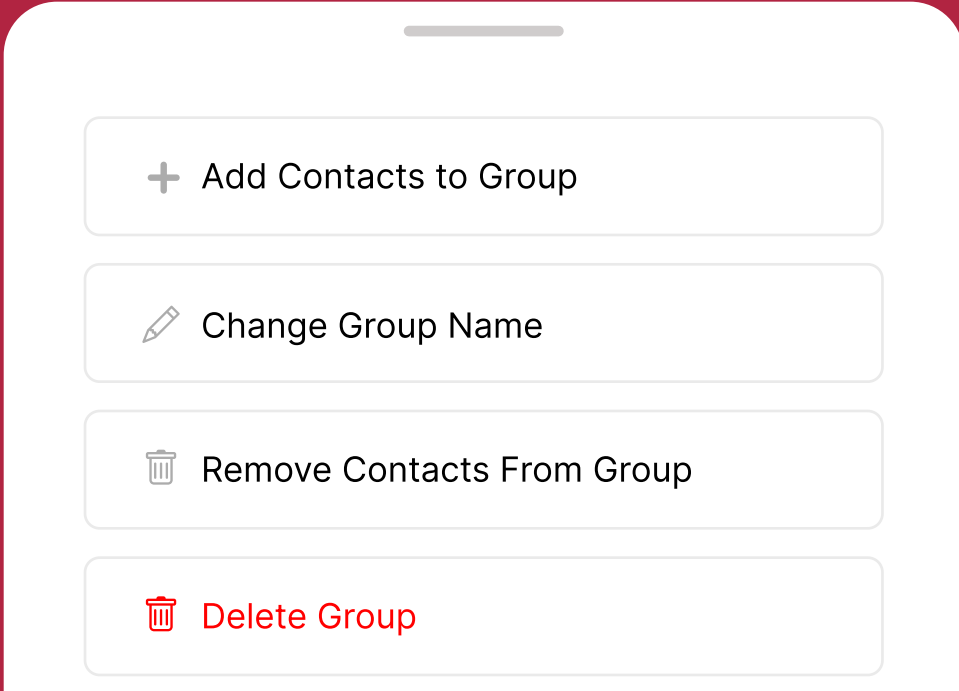 Add Contacts to Group
Change Group Name
Remove Contacts From Group
Delete Group